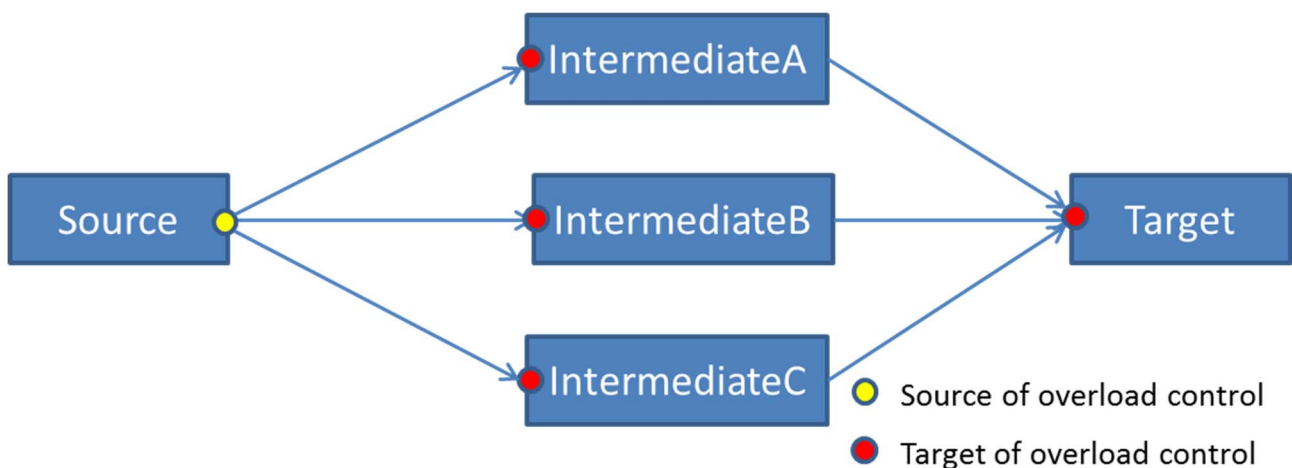 IntermediateA
Source
IntermediateB
Target
IntermediateC
Source of overload control
Target of overload control